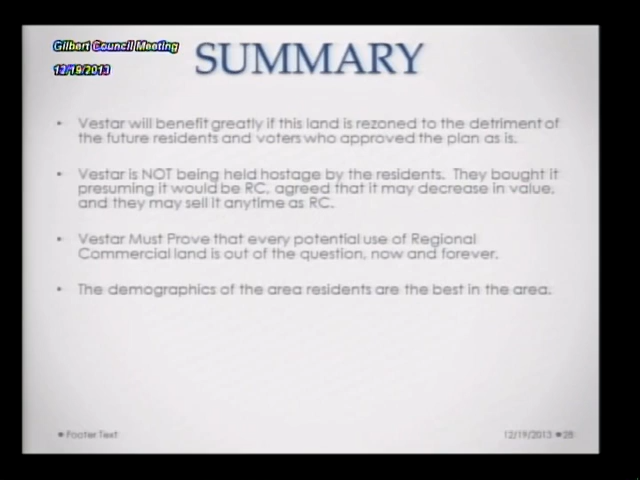 Gilbert Council Meeting
12/19/2013
SUMMARY
• Vestar will benefit greatly if this land is rezoned to the detriment of
the future residents and voters who approved the plan as is.
• Vestar is NOT being held hostage by the residents. They bought it
presuming it would be RC, agreed that it may decrease in value,
and they may sell it anytime as RC.
• Vestar Must Prove that every potential use of Regional
Commercial land is out of the question, now and forever.
• The demographics of the area residents are the best in the area.
Footer Text
12/19/2013 28